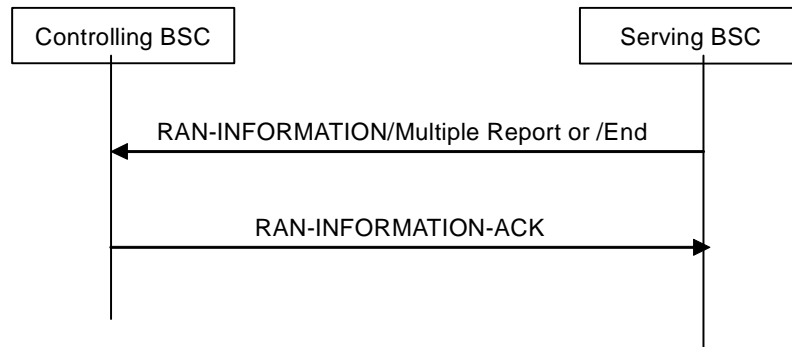 Controlling BSC
Serving BSC
RAN-INFORMATION/Multiple Report or /End
RAN-INFORMATION-ACK